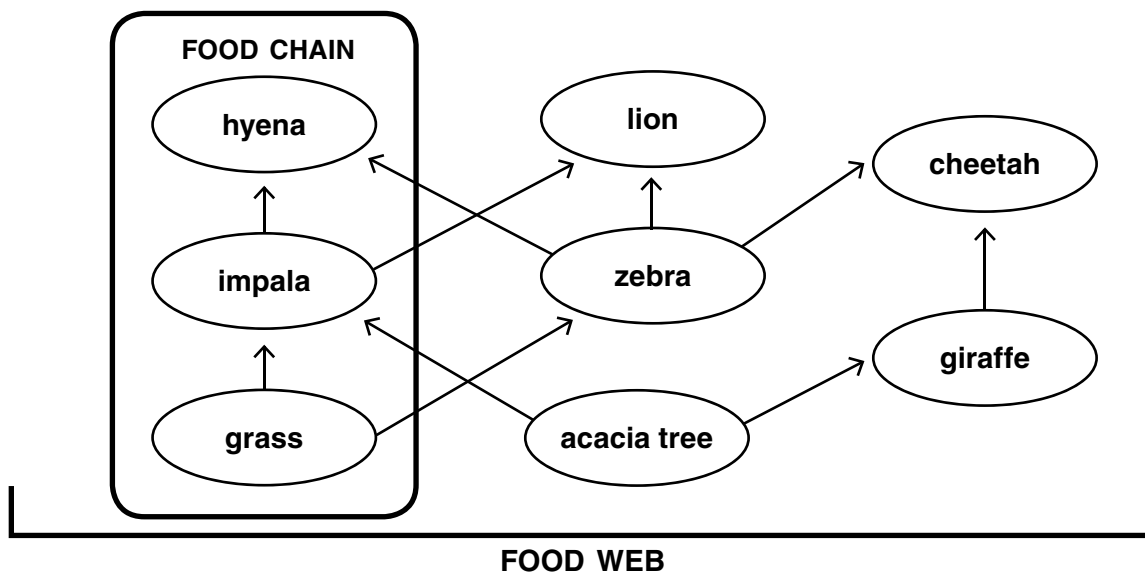 FOOD CHAIN
hyena
lion
cheetah
impala
zebra
giraffe
grass
acacia tree
FOOD WEB